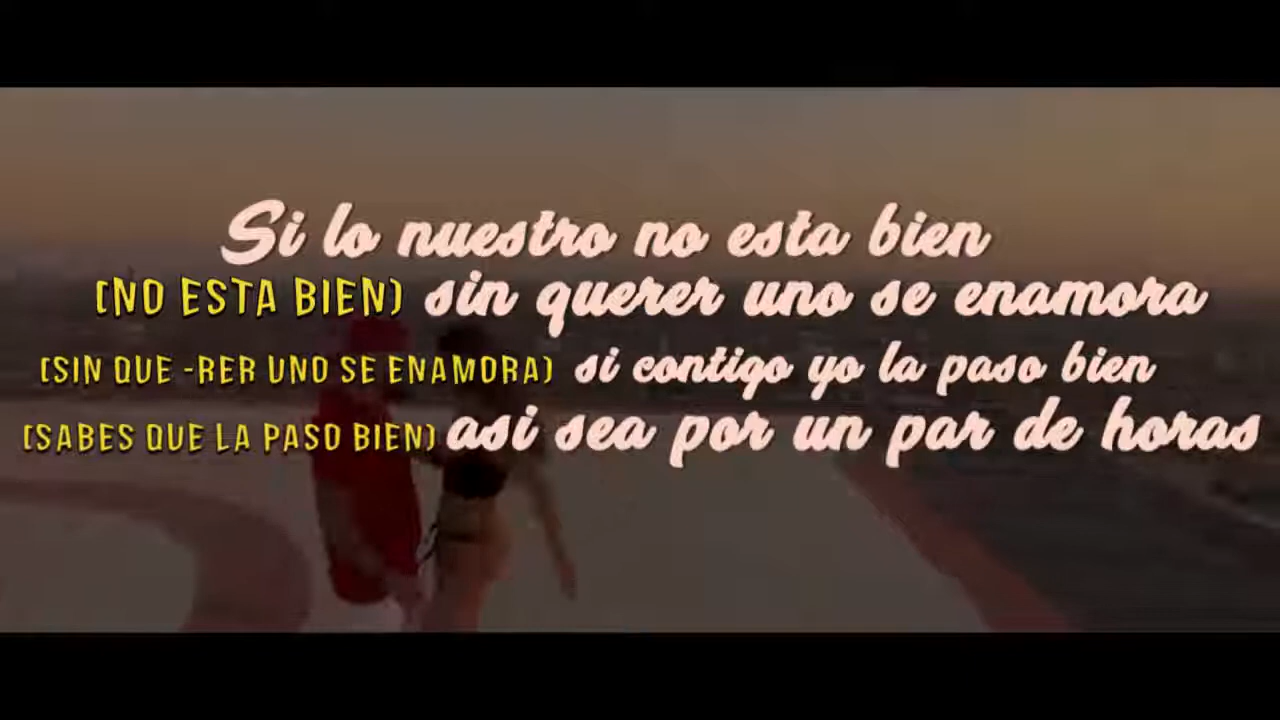 Si lo nuestro no esta bien
(NO ESTA BIEN) sin querer uno se enamora
(SIN QUE -RER UNO SE ENAMORA) si contigo yo la paso bien
(SABES QUE LA PASO BIEN) asi sea por un par de horas